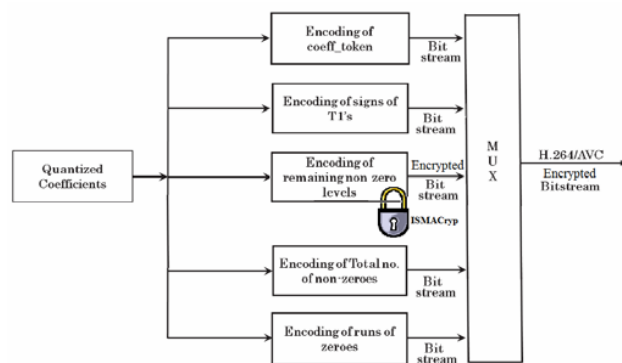 Encoding of
coeff_token
Bit
stream
Encoding of signs of
T1's
Bit
stream
Quantized
Coefficients
Encoding of
remaining non zero
levels
Encrypted
Bit
stream
ISMACryp
M
U
X
H.264/AVC
Encrypted
Bitstream
Encoding of Total no.
of non-zeroes
Bit
stream
Encoding of runs of
zeroes
Bit
stream